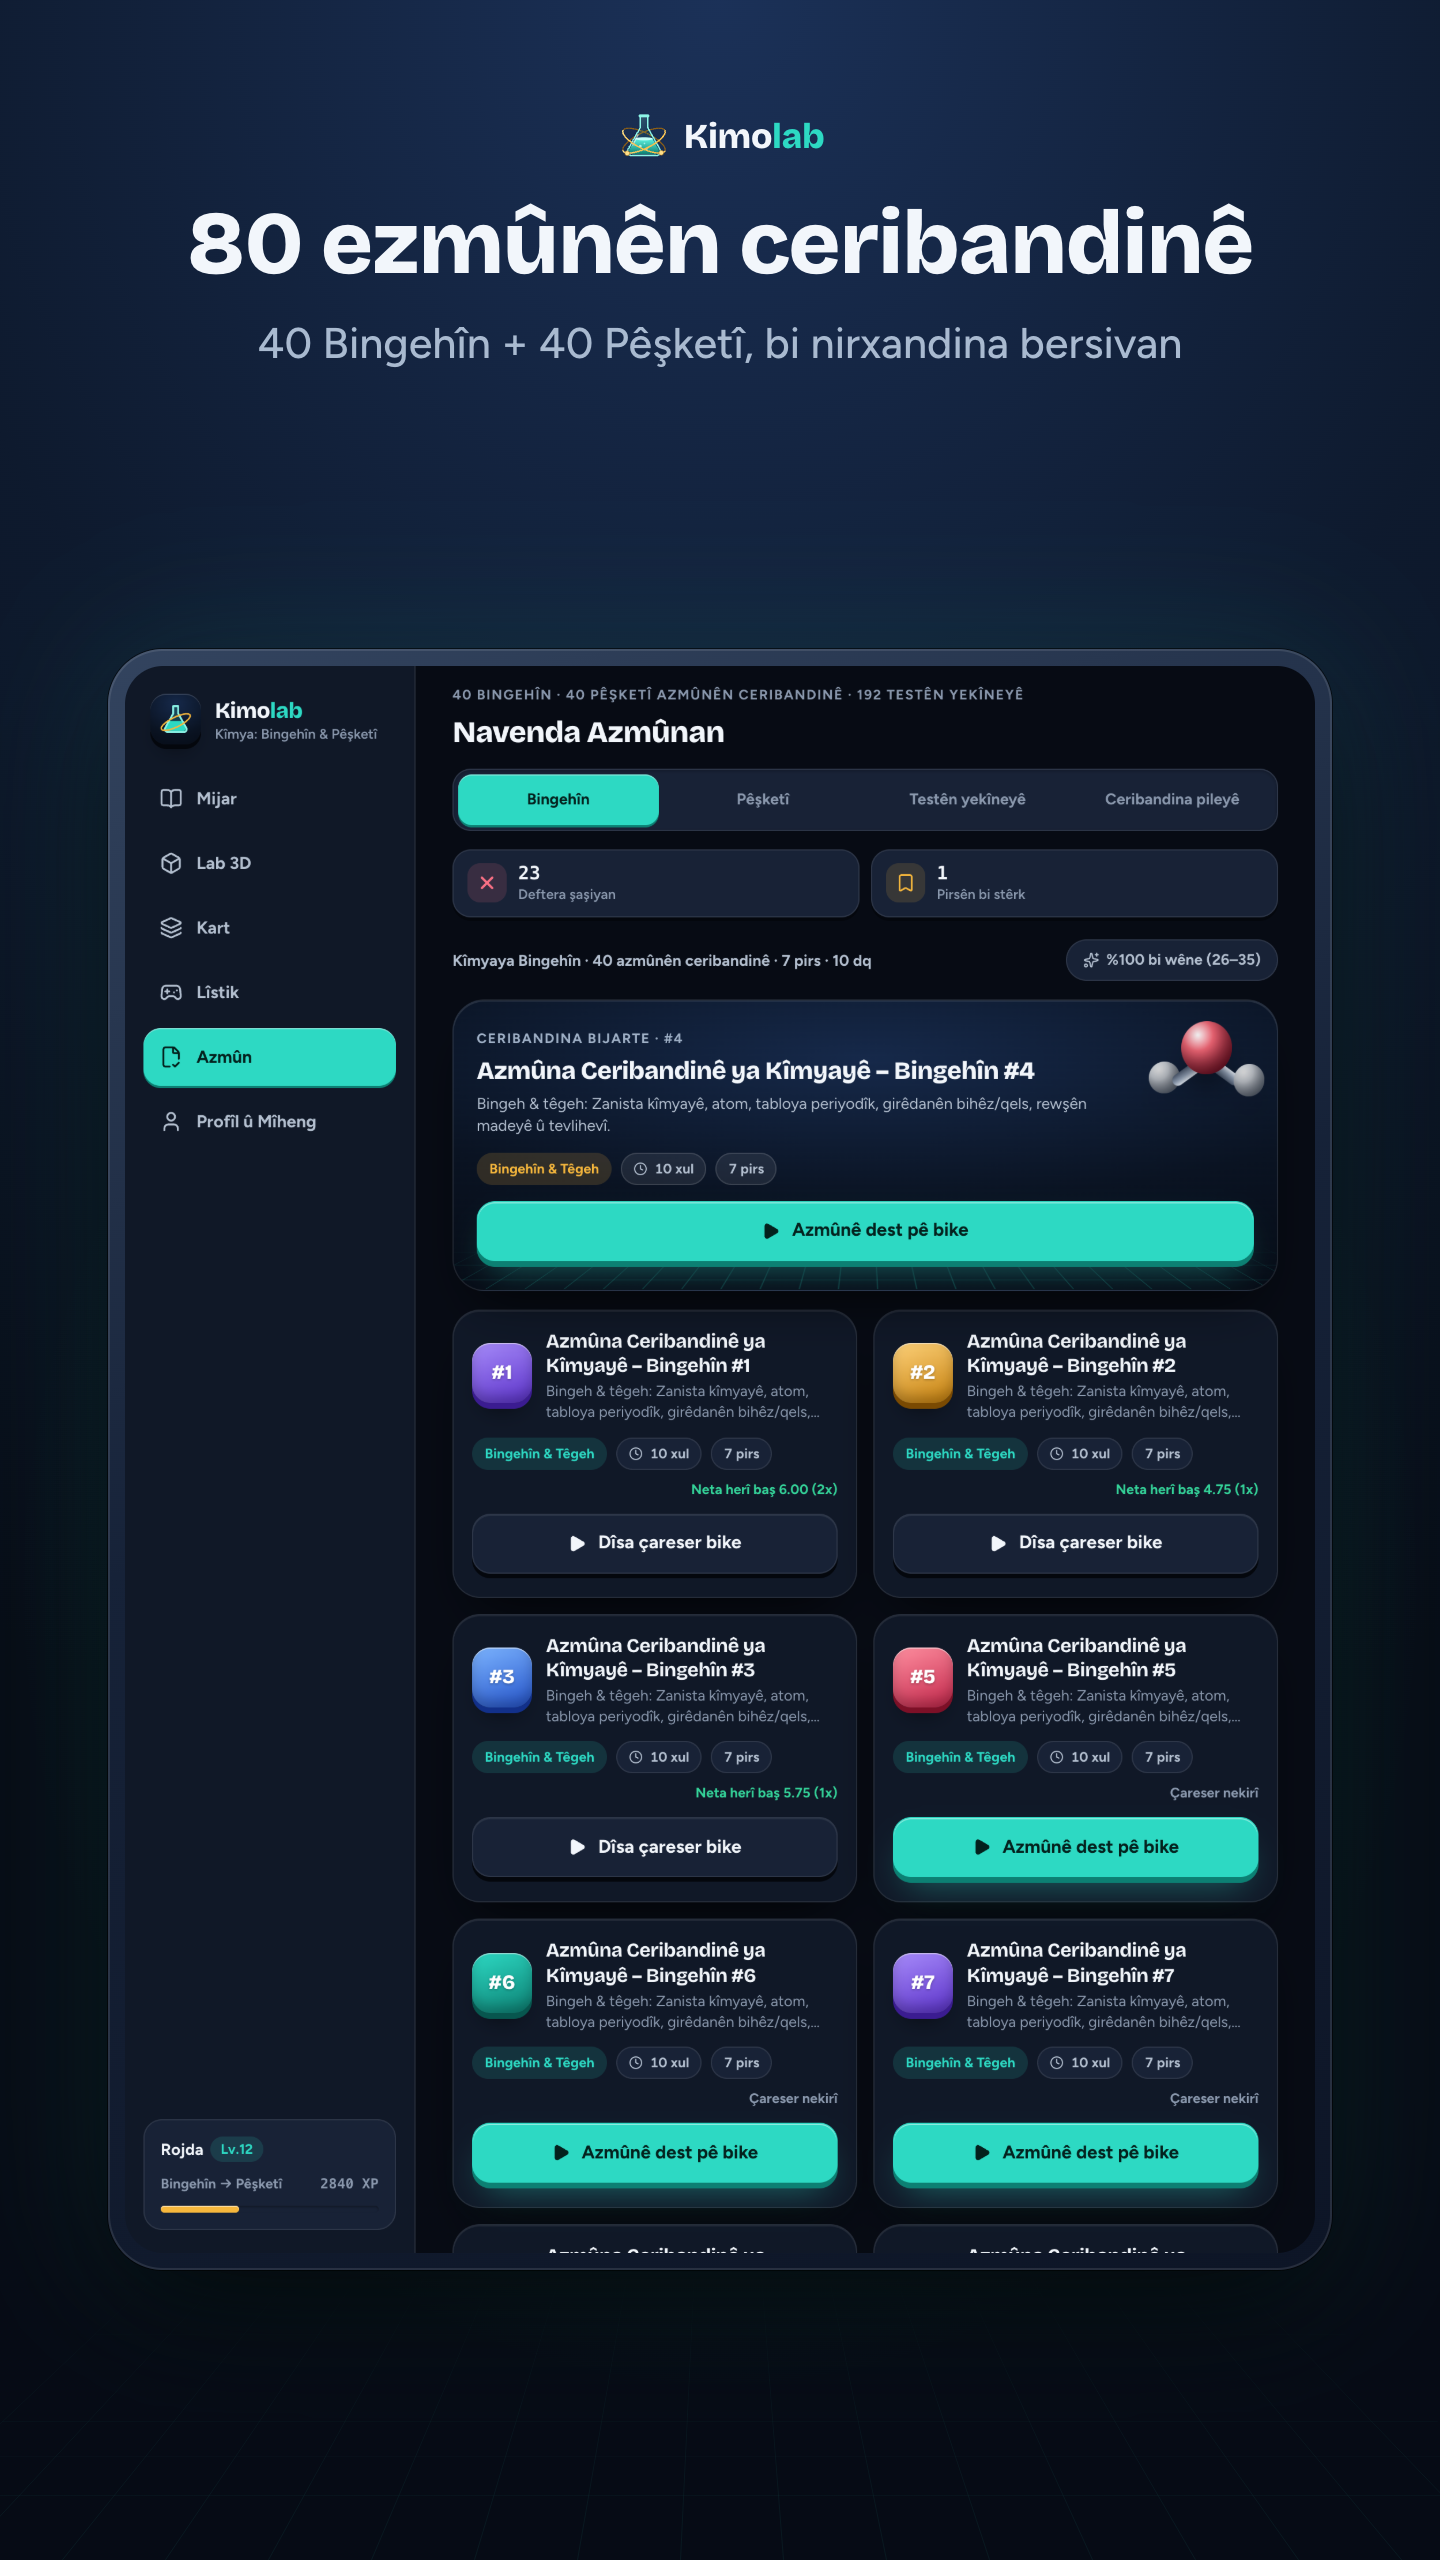 Kimolab
80 ezmûnên ceribandinê
40 Bingehîn + 40 Pêşketî, bi nirxandina bersivan
Kimolab
Kîmya: Bingehîn & Pêşketî
Mijar
Lab 3D
Kart
Lîstik
Azmûn
Profîl û Mîheng
Rojda Lv.12
Bingehîn → Pêşketî 2840 XP
40 BINGEHÎN · 40 PÊŞKETÎ AZMÛNÊN CERIBANDINÊ · 192 TESTÊN YEKÎNEYÊ
Navenda Azmûnan
Bingehîn Pêşketî Testên yekîneyê Ceribandina pileyê
23
Deftera şaşiyan
1
Pirsên bi stêrk
Kîmyaya Bingehîn · 40 azmûnên ceribandinê · 7 pirs · 10 dq
%100 bi wêne (26–35)
CERIBANDINA BIJARTE · #4
Azmûna Ceribandinê ya Kîmyayê – Bingehîn #4
Bingeh & têgeh: Zanista kîmyayê, atom, tabloya periyodîk, girêdanên bihêz/qels, rewşên
madeyê û tevlihevî.
Bingehîn & Têgeh 10 xul 7 pirs
Azmûnê dest pê bike
#1
Azmûna Ceribandinê ya
Kîmyayê – Bingehîn #1
Bingeh & têgeh: Zanista kîmyayê, atom,
tabloya periyodîk, girêdanên bihêz/qels,...
Bingehîn & Têgeh 10 xul 7 pirs
Neta herî baş 6.00 (2x)
Dîsa çareser bike
#2
Azmûna Ceribandinê ya
Kîmyayê – Bingehîn #2
Bingeh & têgeh: Zanista kîmyayê, atom,
tabloya periyodîk, girêdanên bihêz/qels,...
Bingehîn & Têgeh 10 xul 7 pirs
Neta herî baş 4.75 (1x)
Dîsa çareser bike
#3
Azmûna Ceribandinê ya
Kîmyayê – Bingehîn #3
Bingeh & têgeh: Zanista kîmyayê, atom,
tabloya periyodîk, girêdanên bihêz/qels,...
Bingehîn & Têgeh 10 xul 7 pirs
Neta herî baş 5.75 (1x)
Dîsa çareser bike
#5
Azmûna Ceribandinê ya
Kîmyayê – Bingehîn #5
Bingeh & têgeh: Zanista kîmyayê, atom,
tabloya periyodîk, girêdanên bihêz/qels,...
Bingehîn & Têgeh 10 xul 7 pirs
Çareser nekirî
Azmûnê dest pê bike
#6
Azmûna Ceribandinê ya
Kîmyayê – Bingehîn #6
Bingeh & têgeh: Zanista kîmyayê, atom,
tabloya periyodîk, girêdanên bihêz/qels,...
Bingehîn & Têgeh 10 xul 7 pirs
Çareser nekirî
Azmûnê dest pê bike
#7
Azmûna Ceribandinê ya
Kîmyayê – Bingehîn #7
Bingeh & têgeh: Zanista kîmyayê, atom,
tabloya periyodîk, girêdanên bihêz/qels,...
Bingehîn & Têgeh 10 xul 7 pirs
Çareser nekirî
Azmûnê dest pê bike